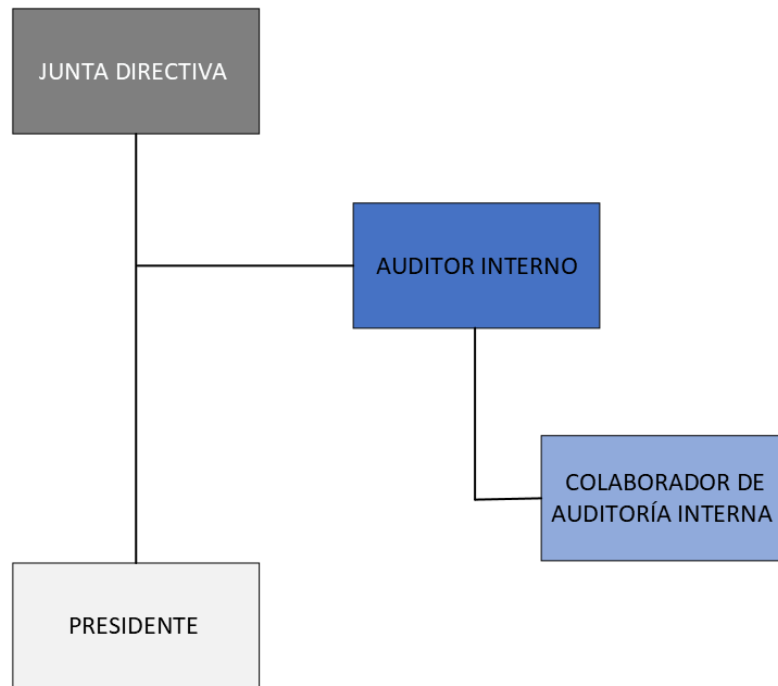 JUNTA DIRECTIVA
AUDITOR INTERNO
COLABORADOR DE
AUDITORÍA INTERNA
PRESIDENTE